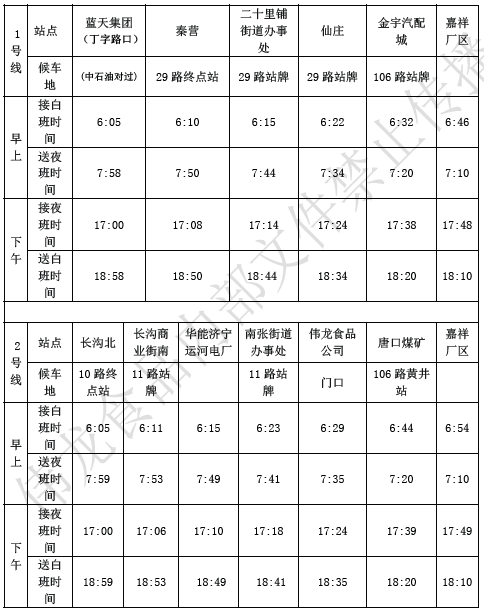 1号线 站点 蓝天集团（丁字路口） 秦营 二十里铺街道办事处 仙庄 金宇汽配城 嘉祥厂区
候车地 (中石油对过) 29路终点站 29路站牌 29路站牌 106路站牌
早上 接白班时间 6:05 6:10 6:15 6:22 6:32 6:46
送夜班时间 7:58 7:50 7:44 7:34 7:20 7:10
下午 接夜班时间 17:00 17:08 17:14 17:24 17:38 17:48
送白班时间 18:58 18:50 18:44 18:34 18:20 18:10
2号线 站点 长沟北 长沟商业街南 华能济宁运河电厂 南张街道办事处 伟龙食品公司 唐口煤矿 嘉祥厂区
候车地 10路终点站 11路站牌 11路站牌 门口 106路黄井站
早上 接白班时间 6:05 6:11 6:15 6:23 6:29 6:44 6:54
送夜班时间 7:59 7:53 7:49 7:41 7:35 7:20 7:10
下午 接夜班时间 17:00 17:06 17:10 17:18 17:24 17:39 17:49
送白班时间 18:59 18:53 18:49 18:41 18:35 18:20 18:10
伟龙食品内部文件禁止传播